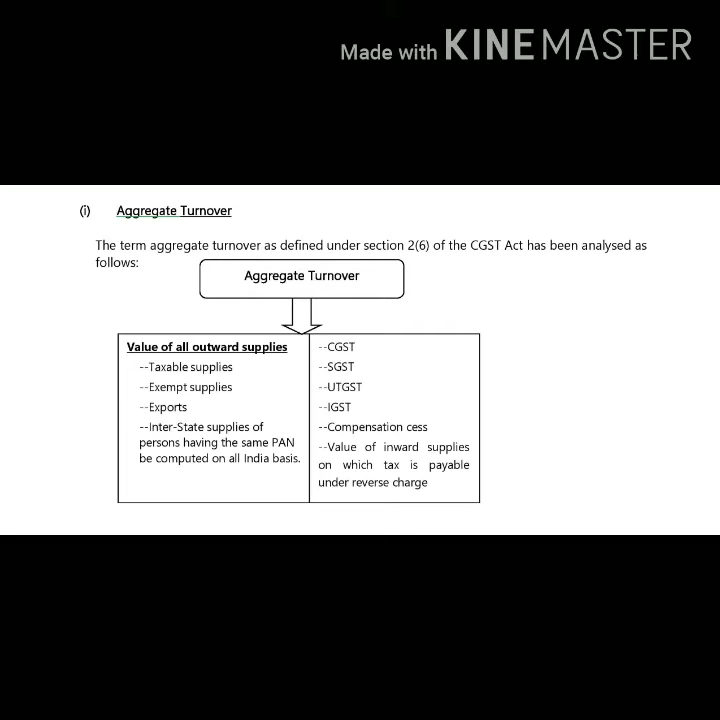 Made with KINEMASTER
(i) Aggregate Turnover
The term aggregate turnover as defined under section 2(6) of the CGST Act has been analysed as
follows:
Aggregate Turnover
Value of all outward supplies
--Taxable supplies
--Exempt supplies
--Exports
--Inter-State supplies of
persons having the same PAN
be computed on all India basis.
--CGST
--SGST
--UTGST
--IGST
--Compensation cess
--Value of inward supplies
on which tax is payable
under reverse charge